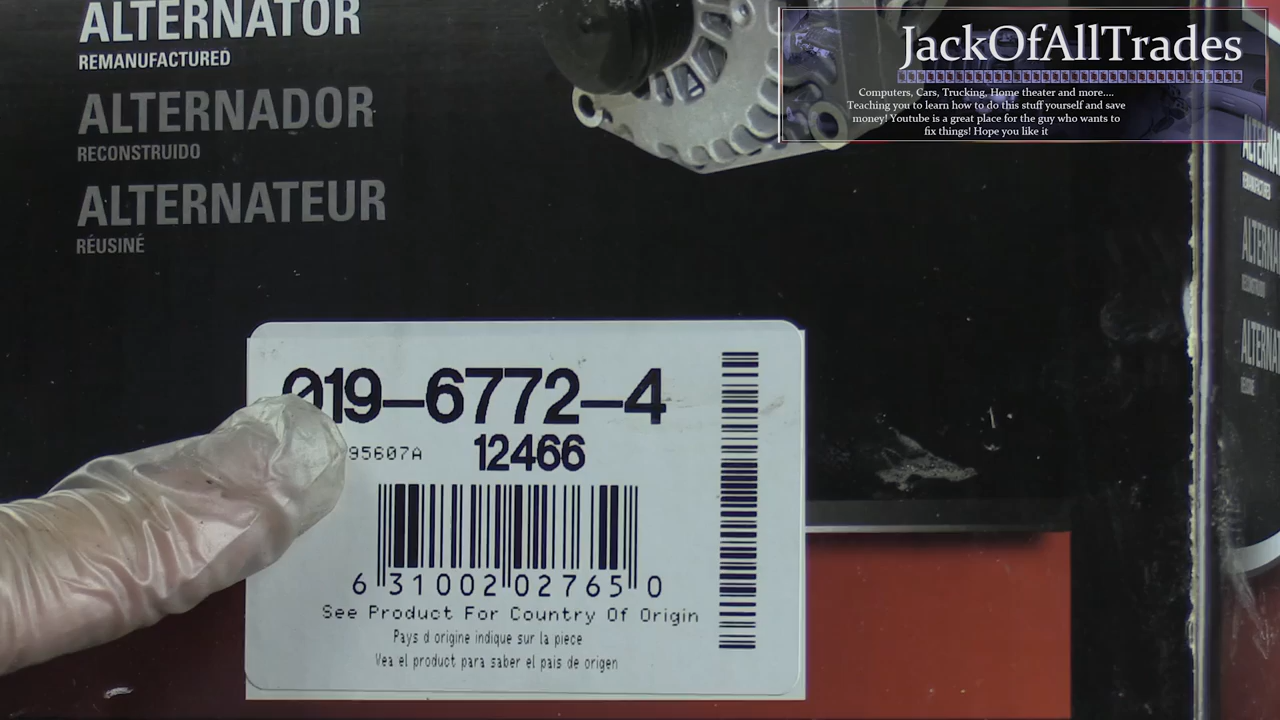 ALTERNATOR
REMANUFACTURED
ALTERNADOR
RECONSTRUIDO
ALTERNATEUR
RÉUSINÉ
JackOfAllTrades
Computers, Cars, Trucking, Home theater and more....
Teaching you to learn how to do this stuff yourself and save
money! Youtube is a great place for the guy who wants to
fix things! Hope you like it
019-6772-4
95607A 12466
6 31002 02765 0
See Product For Country Of Origin
Pays d origine indique sur la piece
Vea el product para saber el pais de origen